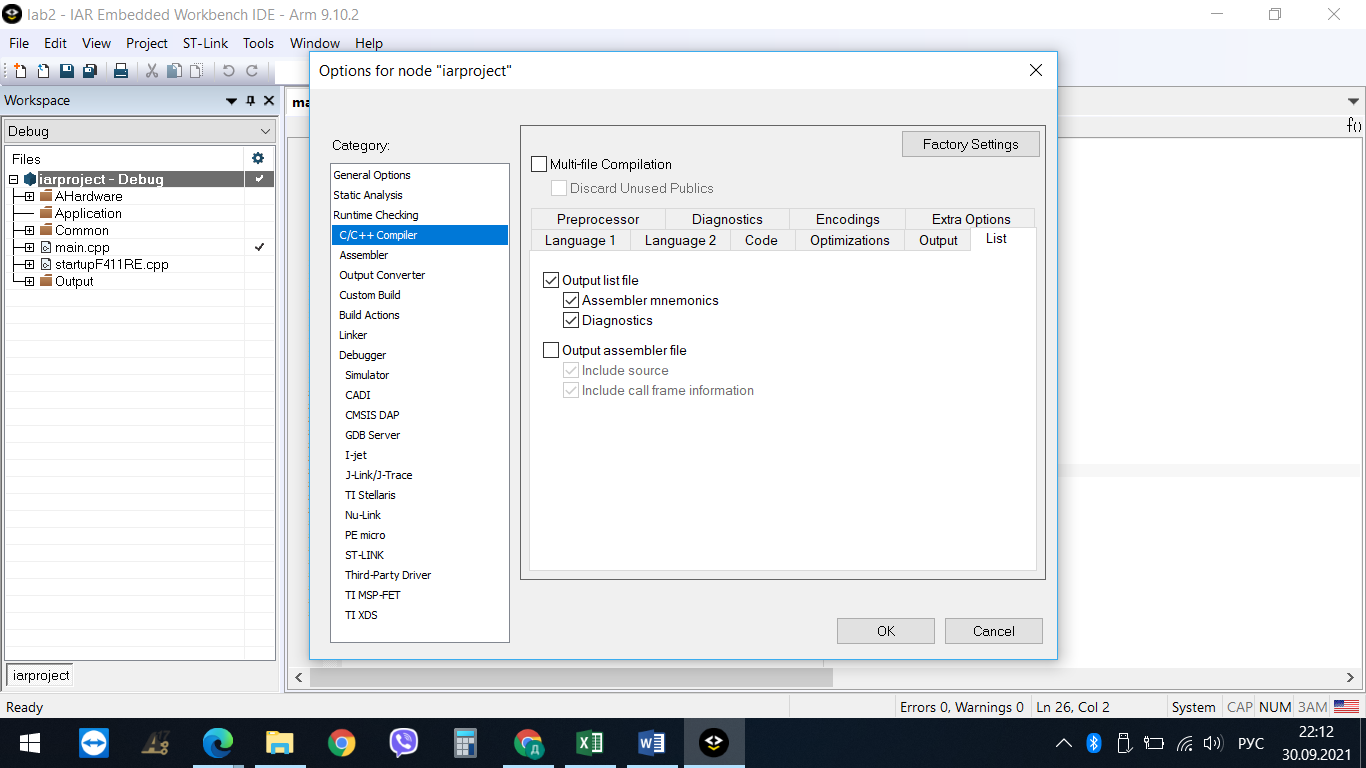 lab2 - IAR Embedded Workbench IDE - Arm 9.10.2
File Edit View Project ST-Link Tools Window Help
Workspace
Debug
Files
iarproject - Debug
AHardware
Application
Common
main.cpp
startupF411RE.cpp
Output
iarproject
ma
f()
Options for node "iarproject"
Category:
General Options
Static Analysis
Runtime Checking
C/C++ Compiler
Assembler
Output Converter
Custom Build
Build Actions
Linker
Debugger
Simulator
CADI
CMSIS DAP
GDB Server
I-jet
J-Link/J-Trace
TI Stellaris
Nu-Link
PE micro
ST-LINK
Third-Party Driver
TI MSP-FET
TI XDS
Factory Settings
Multi-file Compilation
Discard Unused Publics
Preprocessor Diagnostics Encodings Extra Options
Language 1 Language 2 Code Optimizations Output List
Output list file
Assembler mnemonics
Diagnostics
Output assembler file
Include source
Include call frame information
OK Cancel
Ready Errors 0, Warnings 0 Ln 26, Col 2 System CAP NUM ЗАМ
РУС
22:12
30.09.2021